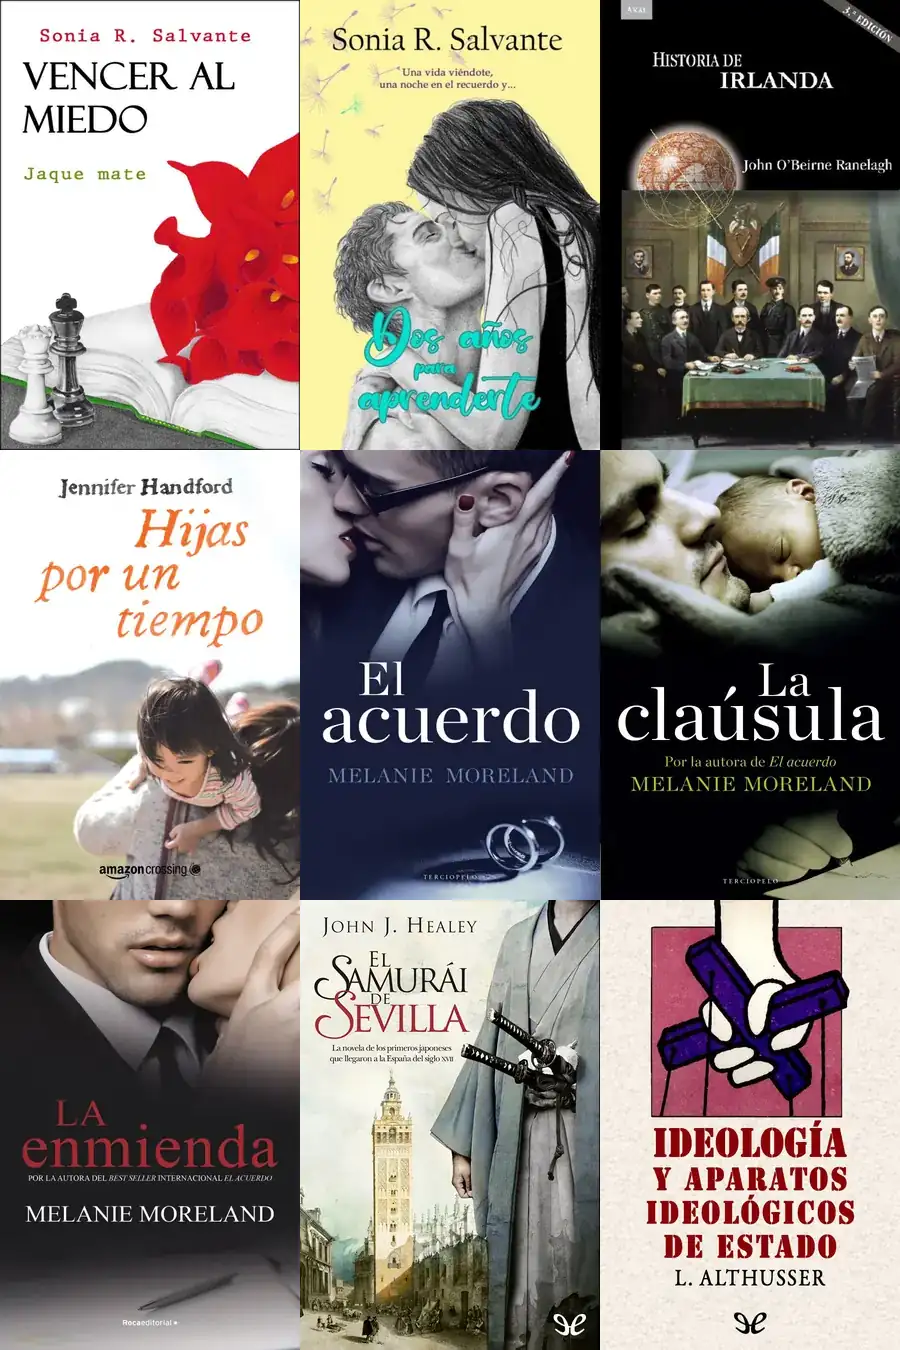 Sonia R. Salvante
VENCER AL
MIEDO
Jaque mate
Sonia R. Salvante
Una vida viéndote,
una noche en el recuerdo y...
Dos años
para
aprenderte
AKAL
3.ª EDICIÓN
HISTORIA DE
IRLANDA
John O'Beirne Ranelagh
Jennifer Handford
Hijas
por un
tiempo
amazoncrossing
El
acuerdo
MELANIE MORELAND
TERCIOPELO
La
claúsula
Por la autora de El acuerdo
MELANIE MORELAND
TERCIOPELO
LA
enmienda
POR LA AUTORA DEL BEST SELLER INTERNACIONAL EL ACUERDO
MELANIE MORELAND
Rocaeditorial
JOHN J. HEALEY
EL
SAMURÁI
DE
SEVILLA
La novela de los primeros japoneses
que llegaron a la España del siglo XVII
IDEOLOGÍA
Y APARATOS
IDEOLÓGICOS
DE ESTADO
L. ALTHUSSER